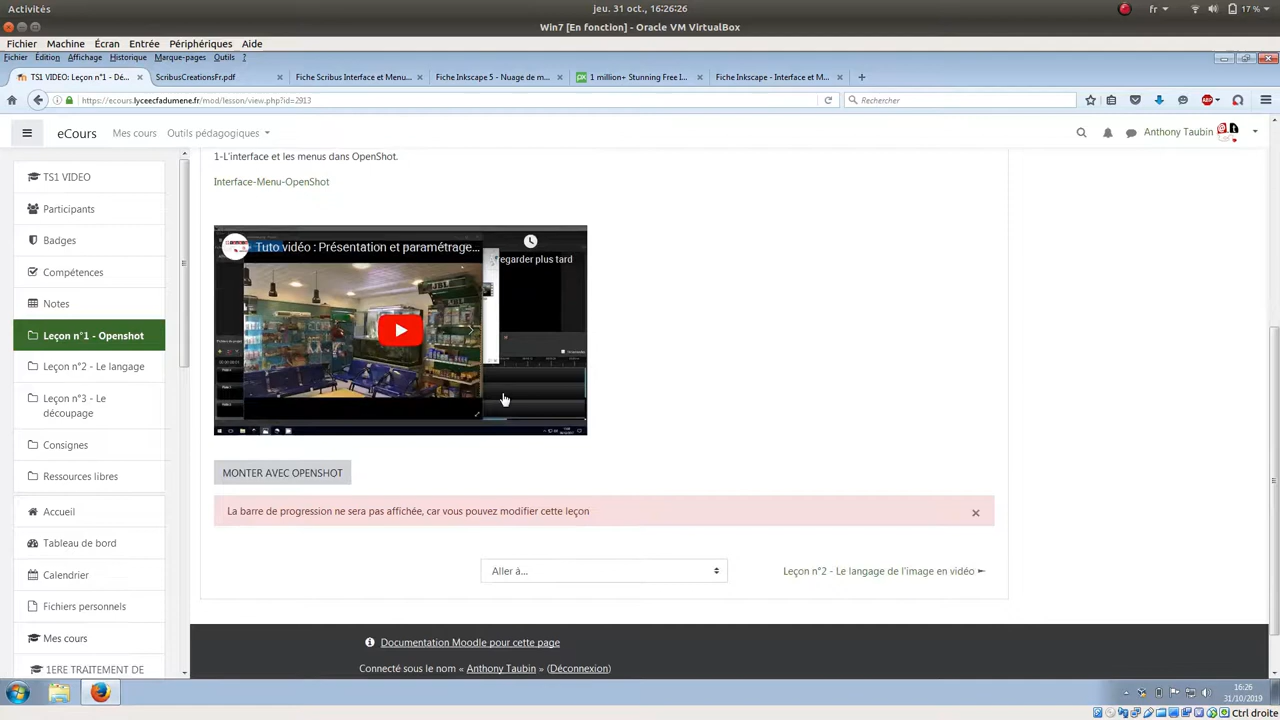 Activités
jeu. 31 oct., 16:26:26
fr
17 %
Win7 [En fonction] - Oracle VM VirtualBox
Fichier Machine Écran Entrée Périphériques Aide
Fichier Édition Affichage Historique Marque-pages Outils ?
TS1 VIDEO: Leçon n°1 - Dé... ScribusCreationsFr.pdf Fiche Scribus Interface et Menu... Fiche Inkscape 5 - Nuage de m... 1 million+ Stunning Free I... Fiche Inkscape - Interface et M...
https://ecours.lyceecfadumene.fr/mod/lesson/view.php?id=2913
Rechercher
eCours Mes cours Outils pédagogiques
Anthony Taubin
TS1 VIDEO
Participants
Badges
Compétences
Notes
Leçon n°1 - Openshot
Leçon n°2 - Le langage
Leçon n°3 - Le
découpage
Consignes
Ressources libres
Accueil
Tableau de bord
Calendrier
Fichiers personnels
Mes cours
1ERE TRAITEMENT DE
1-L'interface et les menus dans OpenShot.
Interface-Menu-OpenShot
Tuto vidéo : Présentation et paramétrage...
regarder plus tard
MONTER AVEC OPENSHOT
La barre de progression ne sera pas affichée, car vous pouvez modifier cette leçon
Aller à...
Leçon n°2 - Le langage de l'image en vidéo ►
Documentation Moodle pour cette page
Connecté sous le nom « Anthony Taubin » (Déconnexion)
16:26
31/10/2019
Ctrl droite